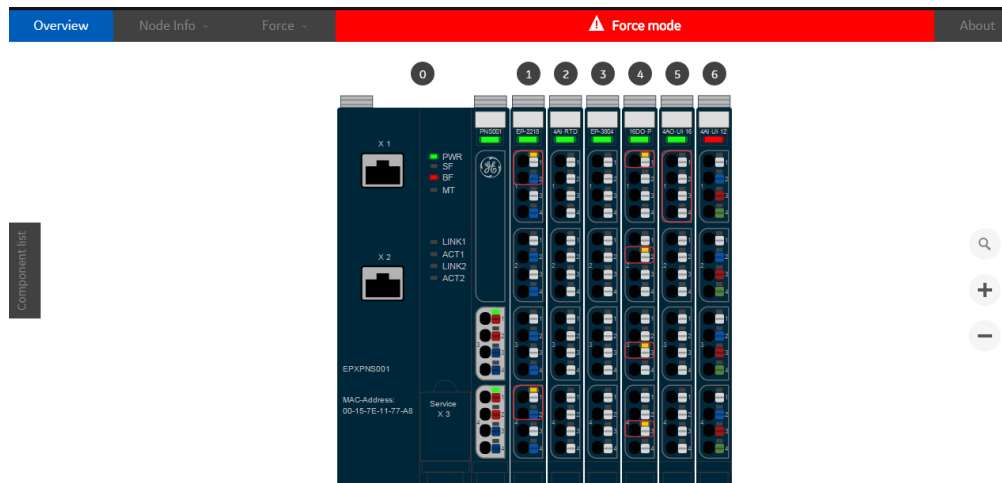 Overview
Node Info
Force
Force mode
About
0
1
2
3
4
5
6
PNS001
EP-2218
4AI-RTD
EP-3804
16DO-P
4AO-UI-16
4AI-UI-12
X 1
PWR
SF
BF
MT
X 2
LINK1
ACT1
LINK2
ACT2
Component list
EPXPNS001
MAC-Address:
00-15-7E-11-77-A8
Service
X 3